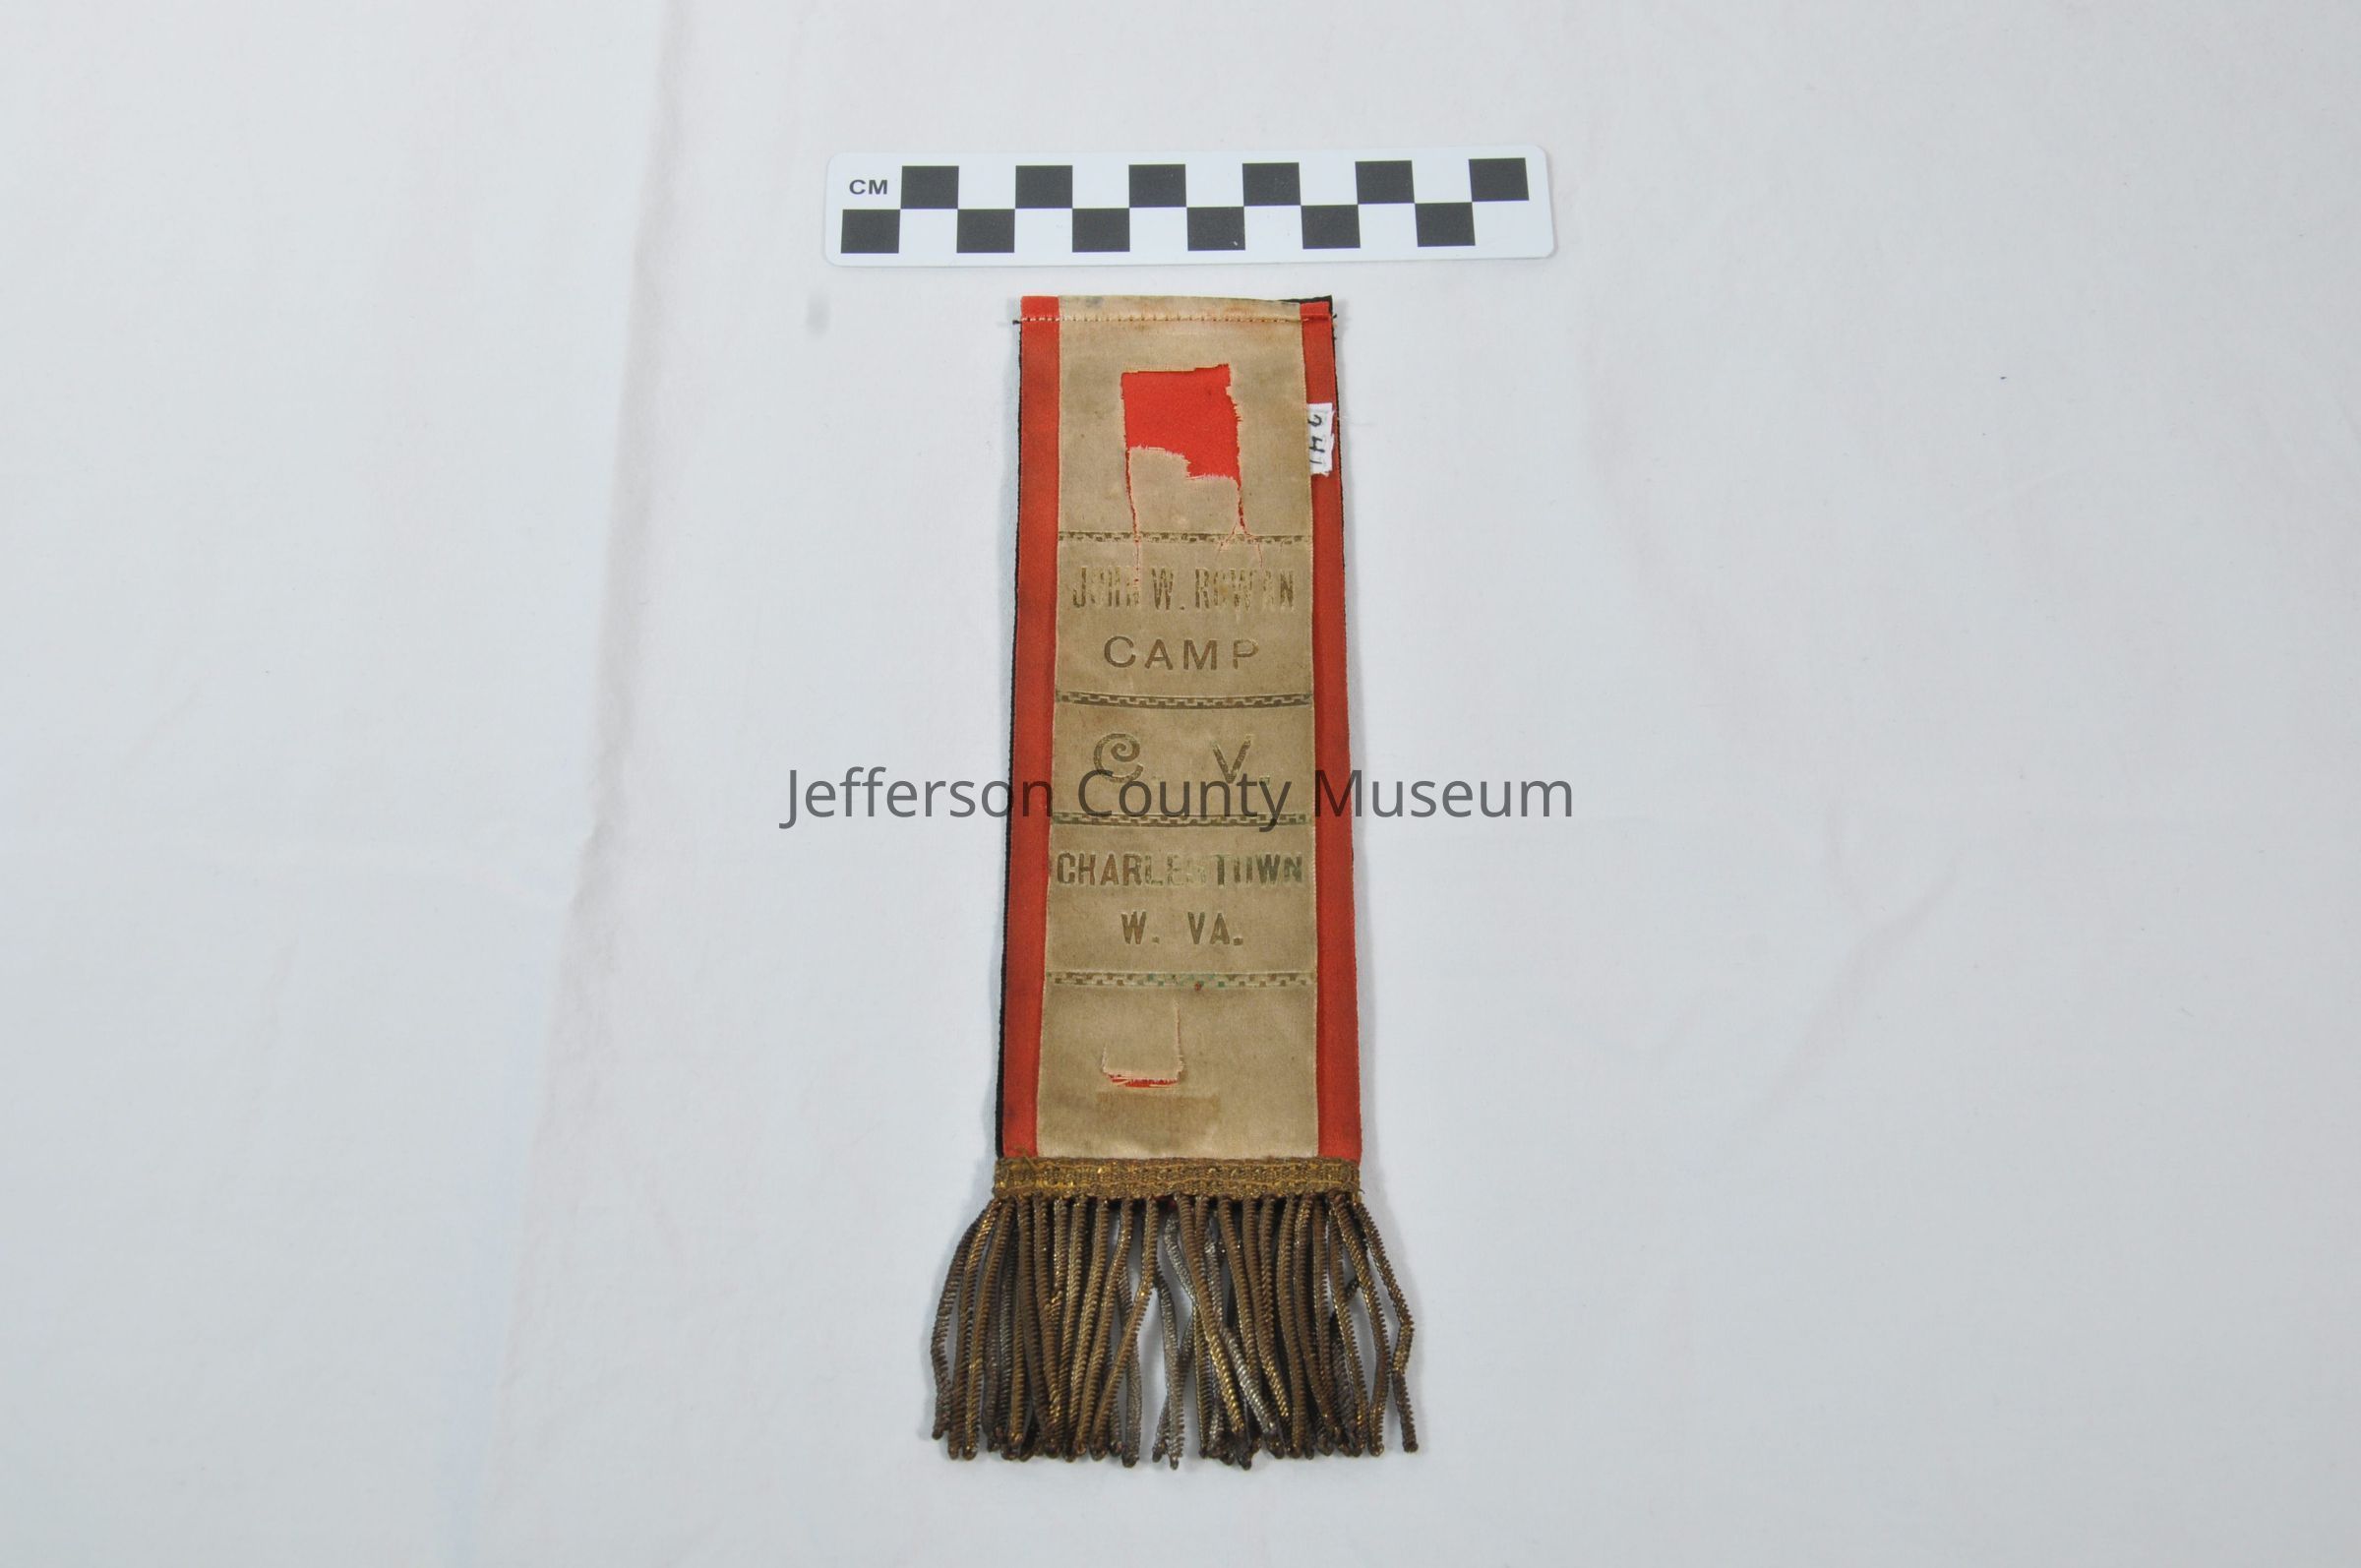 CM
JOHN W. ROWAN
CAMP
C. V.
Jefferson County Museum
CHARLESTOWN
W. VA.